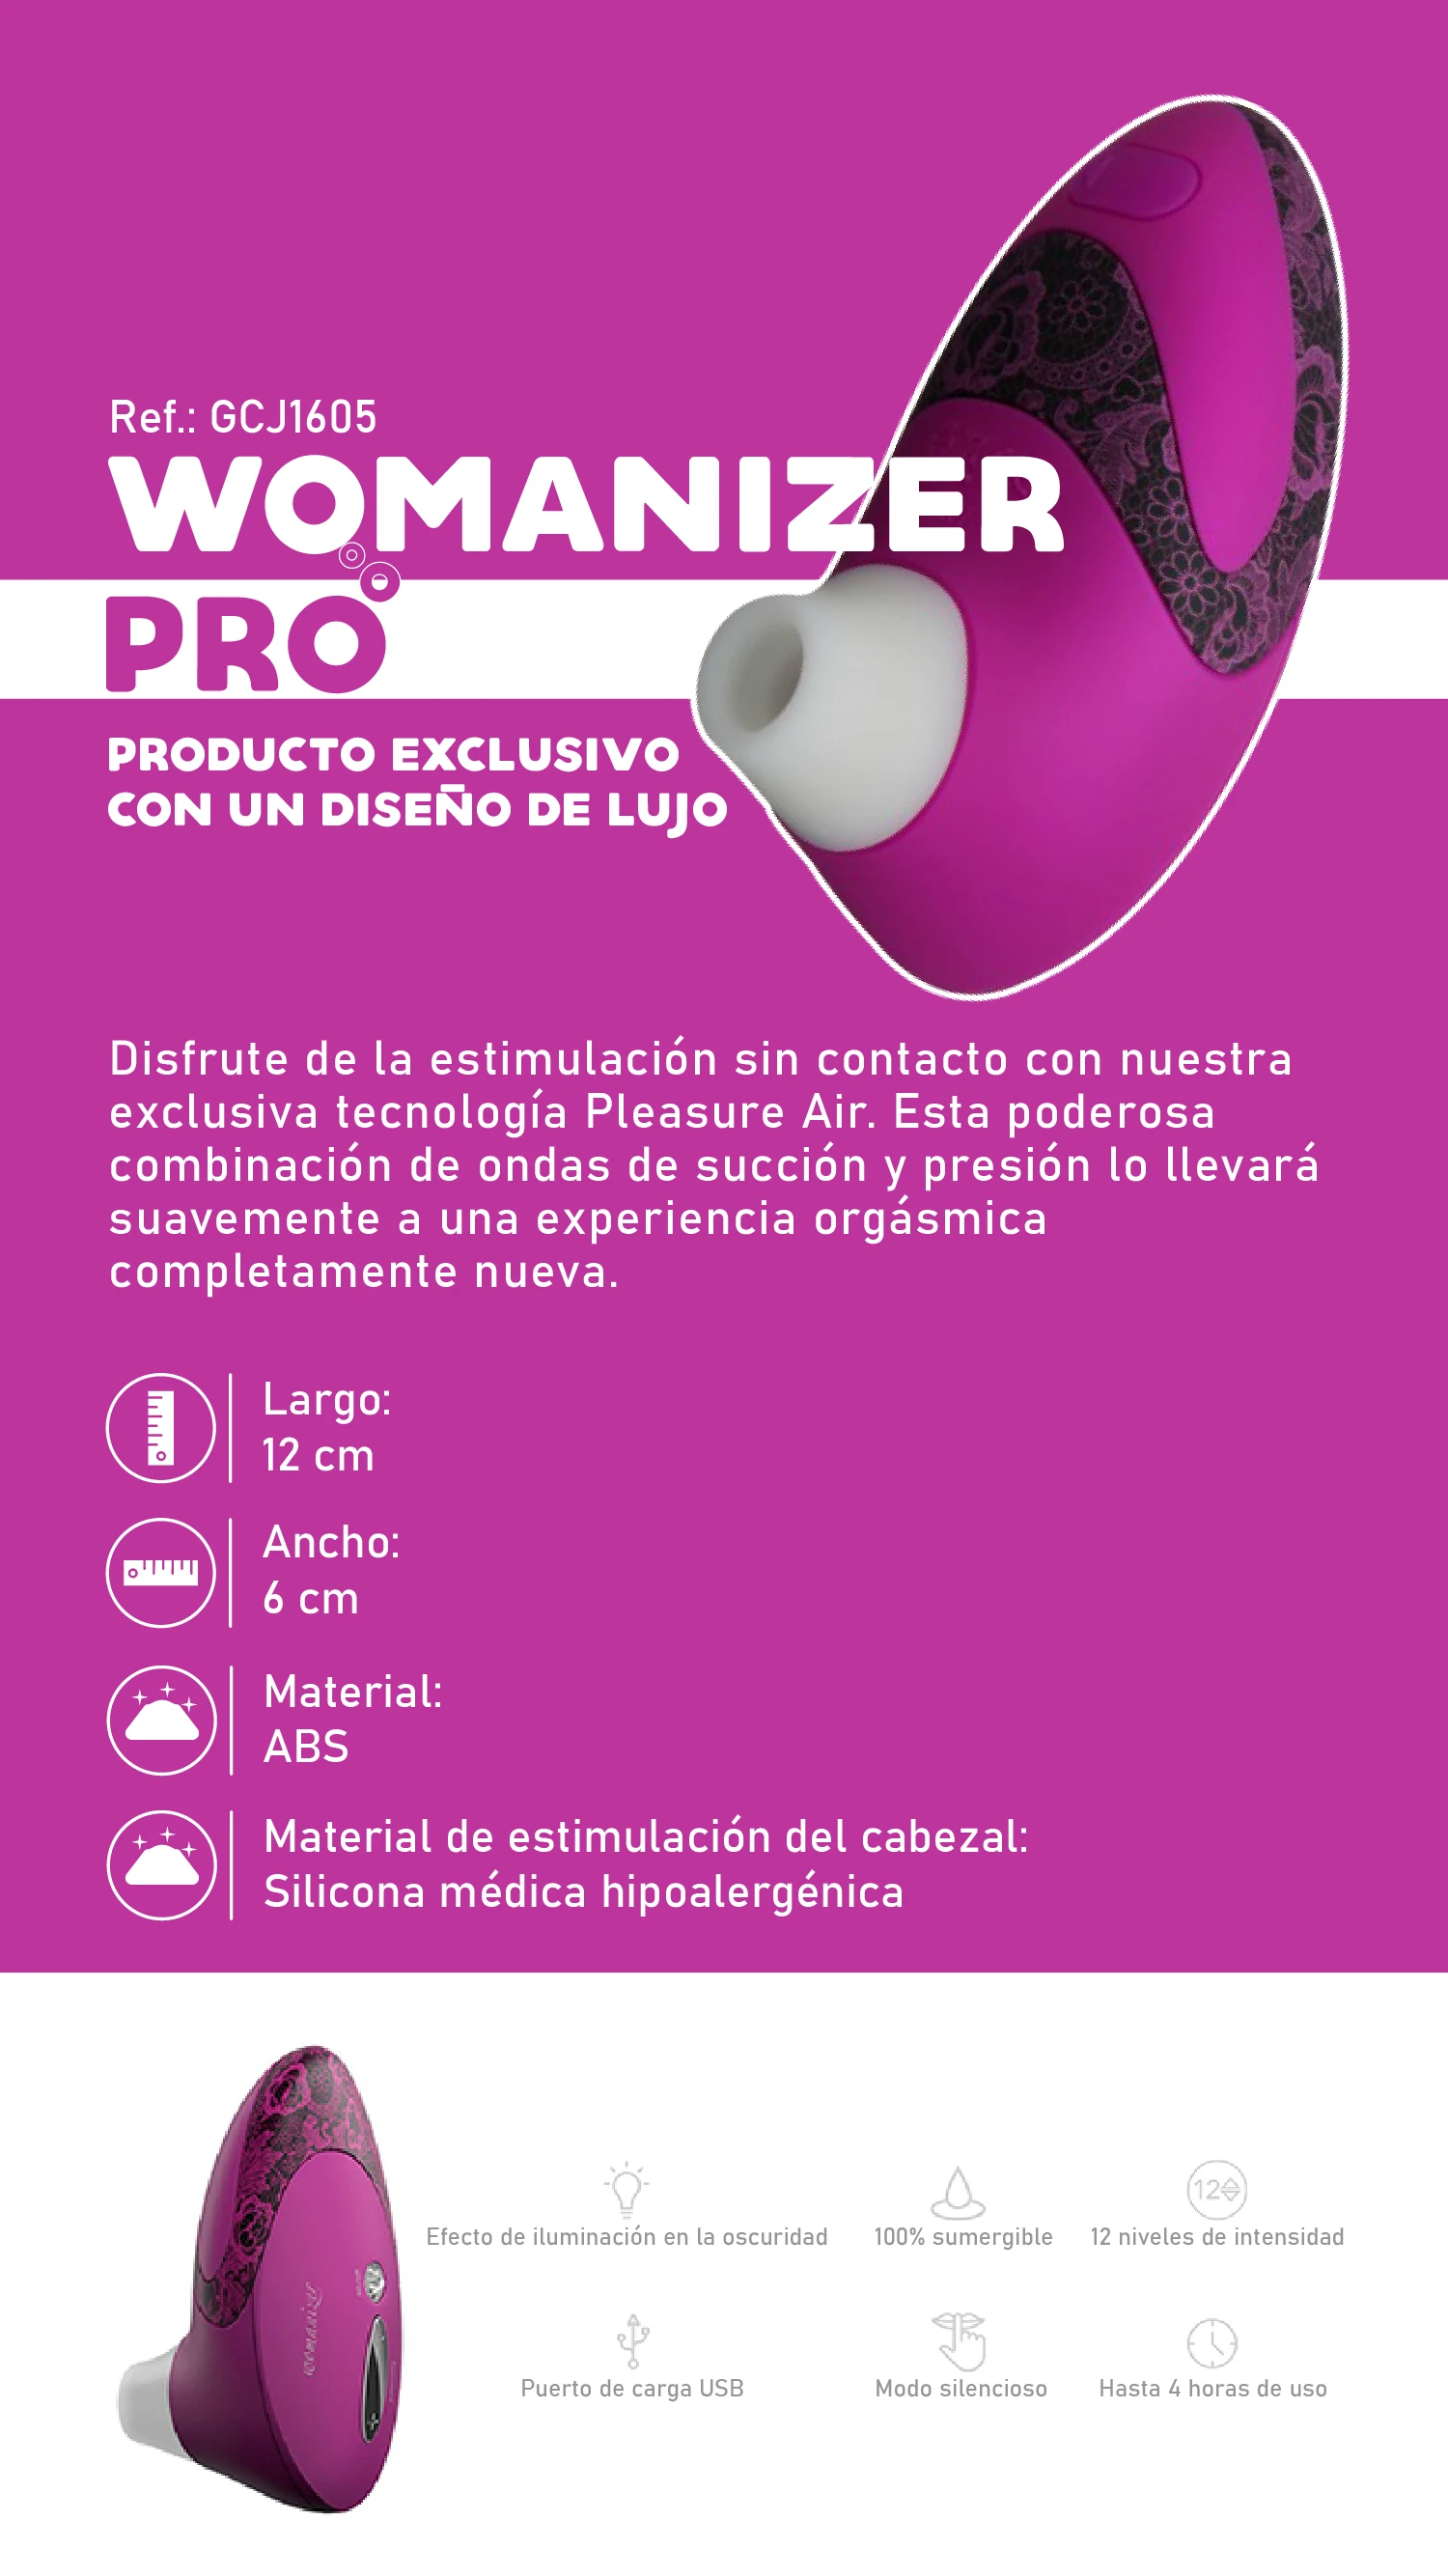 Ref.: GCJ1605
WOMANIZER
PRO
PRODUCTO EXCLUSIVO
CON UN DISEÑO DE LUJO
Disfrute de la estimulación sin contacto con nuestra
exclusiva tecnología Pleasure Air. Esta poderosa
combinación de ondas de succión y presión lo llevará
suavemente a una experiencia orgásmica
completamente nueva.
Largo:
12 cm
Ancho:
6 cm
Material:
ABS
Material de estimulación del cabezal:
Silicona médica hipoalergénica
womanizer
12
Efecto de iluminación en la oscuridad
100% sumergible
12 niveles de intensidad
Puerto de carga USB
Modo silencioso
Hasta 4 horas de uso